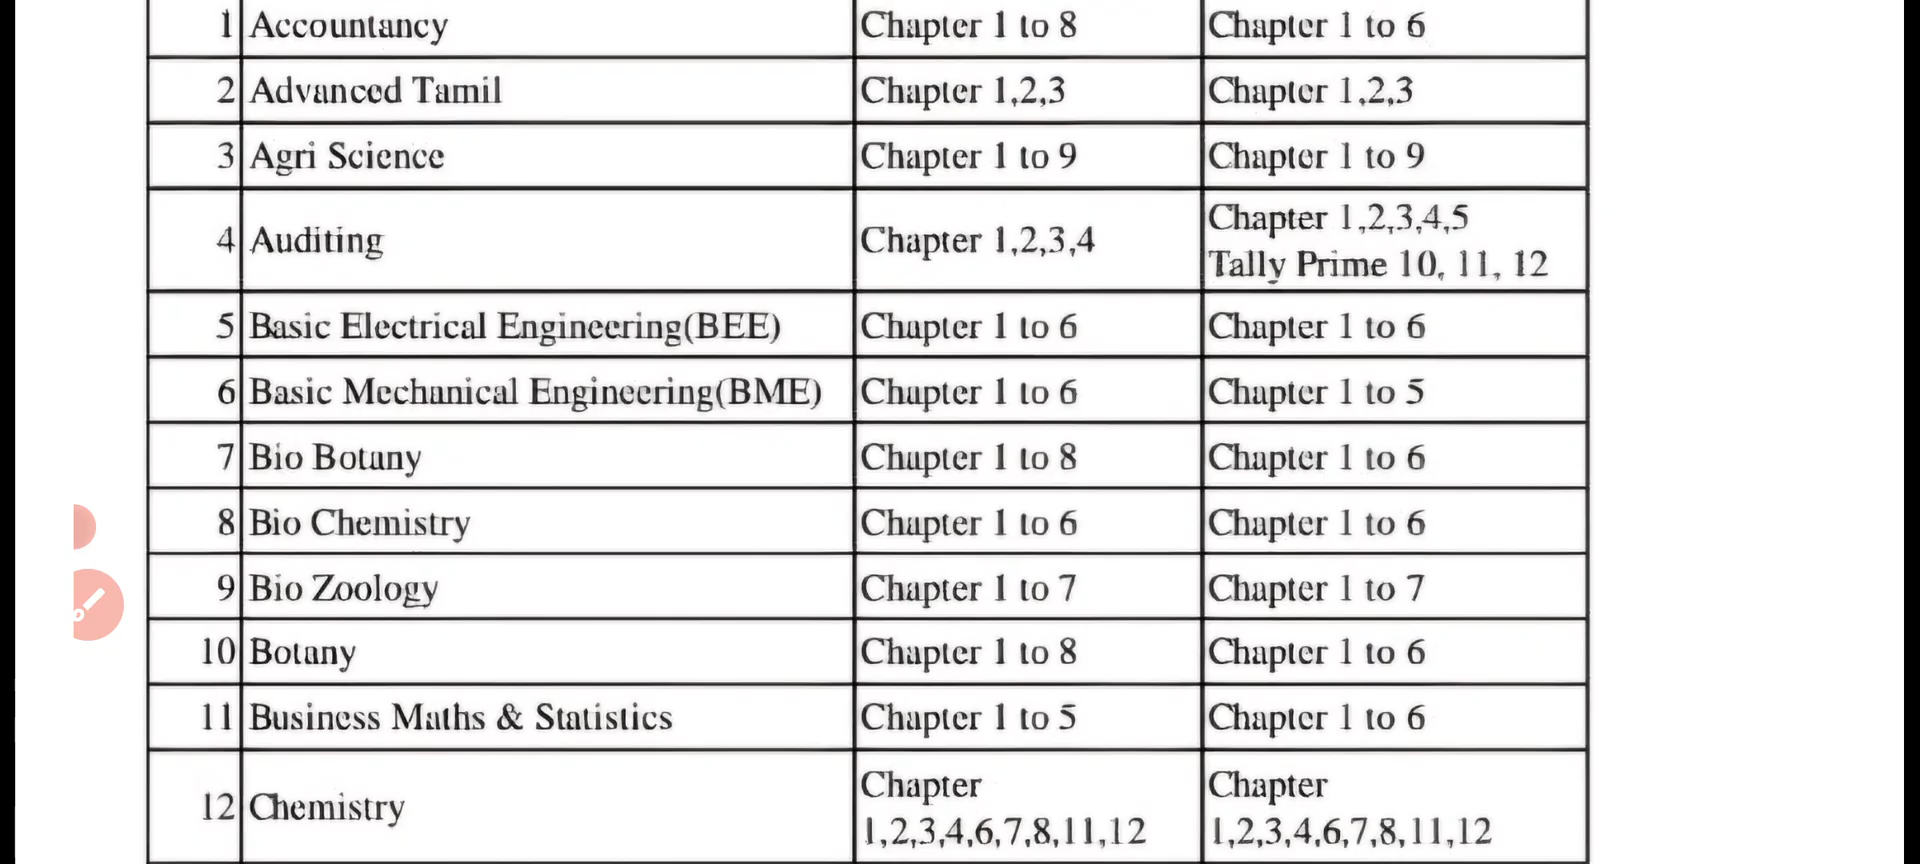 1 Accountancy Chapter 1 to 8 Chapter 1 to 6
2 Advanced Tamil Chapter 1,2,3 Chapter 1,2,3
3 Agri Science Chapter 1 to 9 Chapter 1 to 9
4 Auditing Chapter 1,2,3,4 Chapter 1,2,3,4,5
Tally Prime 10, 11, 12
5 Basic Electrical Engineering(BEE) Chapter 1 to 6 Chapter 1 to 6
6 Basic Mechanical Engineering(BME) Chapter 1 to 6 Chapter 1 to 5
7 Bio Botany Chapter 1 to 8 Chapter 1 to 6
8 Bio Chemistry Chapter 1 to 6 Chapter 1 to 6
9 Bio Zoology Chapter 1 to 7 Chapter 1 to 7
10 Botany Chapter 1 to 8 Chapter 1 to 6
11 Business Maths & Statistics Chapter 1 to 5 Chapter 1 to 6
12 Chemistry Chapter Chapter
1,2,3,4,6,7,8,11,12 1,2,3,4,6,7,8,11,12